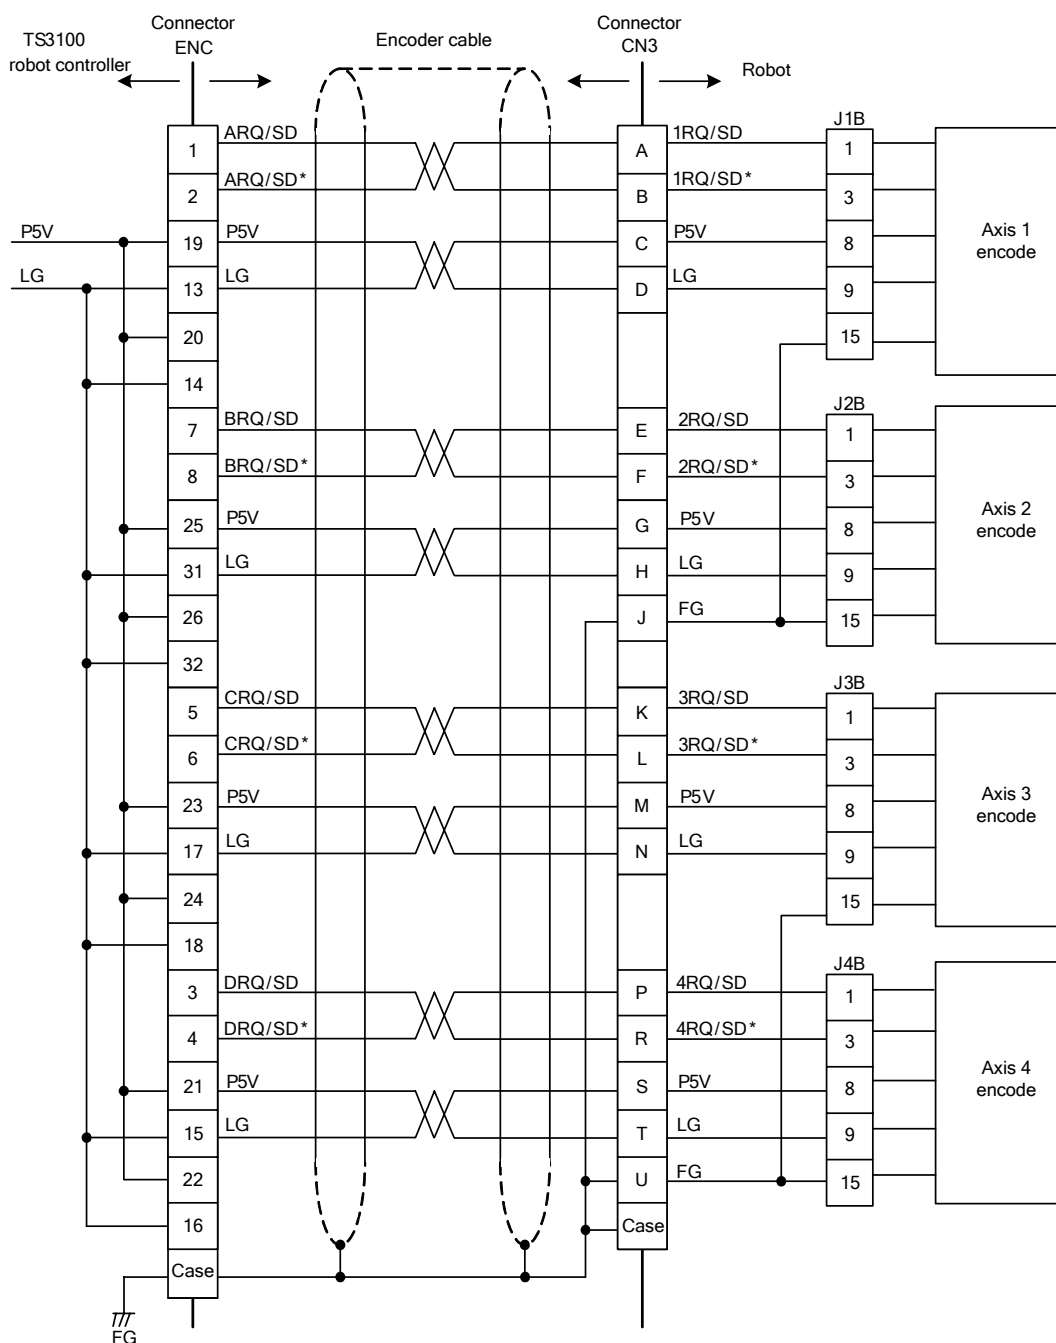 TS3100
robot controller
Connector
ENC
Encoder cable
Connector
CN3
Robot
J1B
1 ARQ/SD A 1RQ/SD 1
2 ARQ/SD* B 1RQ/SD* 3
P5V 19 P5V C P5V 8
LG 13 LG D LG 9
20 15
14
Axis 1
encode
J2B
7 BRQ/SD E 2RQ/SD 1
8 BRQ/SD* F 2RQ/SD* 3
25 P5V G P5V 8
31 LG H LG 9
26 J FG 15
32
Axis 2
encode
J3B
5 CRQ/SD K 3RQ/SD 1
6 CRQ/SD* L 3RQ/SD* 3
23 P5V M P5V 8
17 LG N LG 9
24 15
18
Axis 3
encode
J4B
3 DRQ/SD P 4RQ/SD 1
4 DRQ/SD* R 4RQ/SD* 3
21 P5V S P5V 8
15 LG T LG 9
22 U FG 15
16 Case
Axis 4
encode
Case
FG